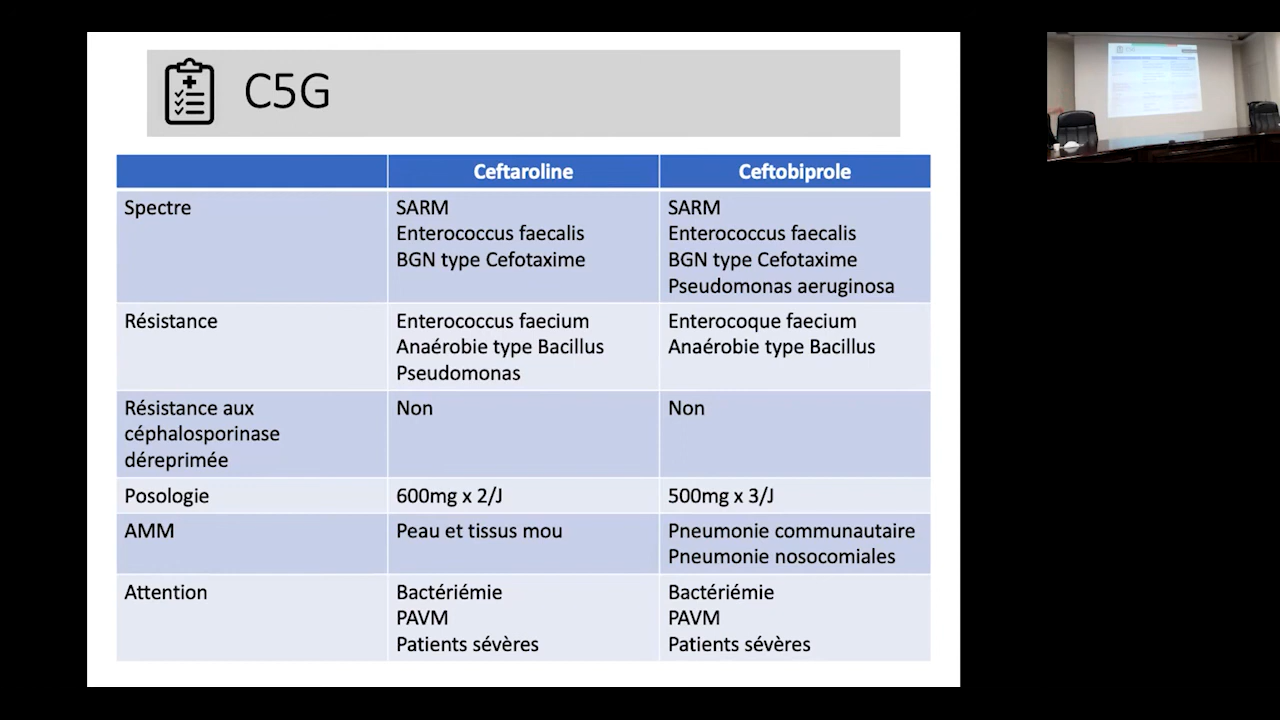 C5G
Ceftaroline
Ceftobiprole
Spectre
SARM
Enterococcus faecalis
BGN type Cefotaxime
SARM
Enterococcus faecalis
BGN type Cefotaxime
Pseudomonas aeruginosa
Résistance
Enterococcus faecium
Anaérobie type Bacillus
Pseudomonas
Enterocoque faecium
Anaérobie type Bacillus
Résistance aux
céphalosporinase
déreprimée
Non
Non
Posologie
600mg x 2/J
500mg x 3/J
AMM
Peau et tissus mou
Pneumonie communautaire
Pneumonie nosocomiales
Attention
Bactériémie
PAVM
Patients sévères
Bactériémie
PAVM
Patients sévères